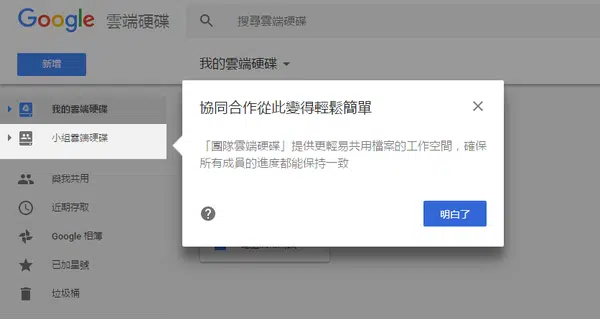 Google 雲端硬碟
搜尋雲端硬碟
新增
我的雲端硬碟
我的雲端硬碟
小組雲端硬碟
與我共用
近期存取
Google 相簿
已加星號
垃圾桶
協同合作從此變得輕鬆簡單
「團隊雲端硬碟」提供更輕易共用檔案的工作空間，確保
所有成員的進度都能保持一致
明白了